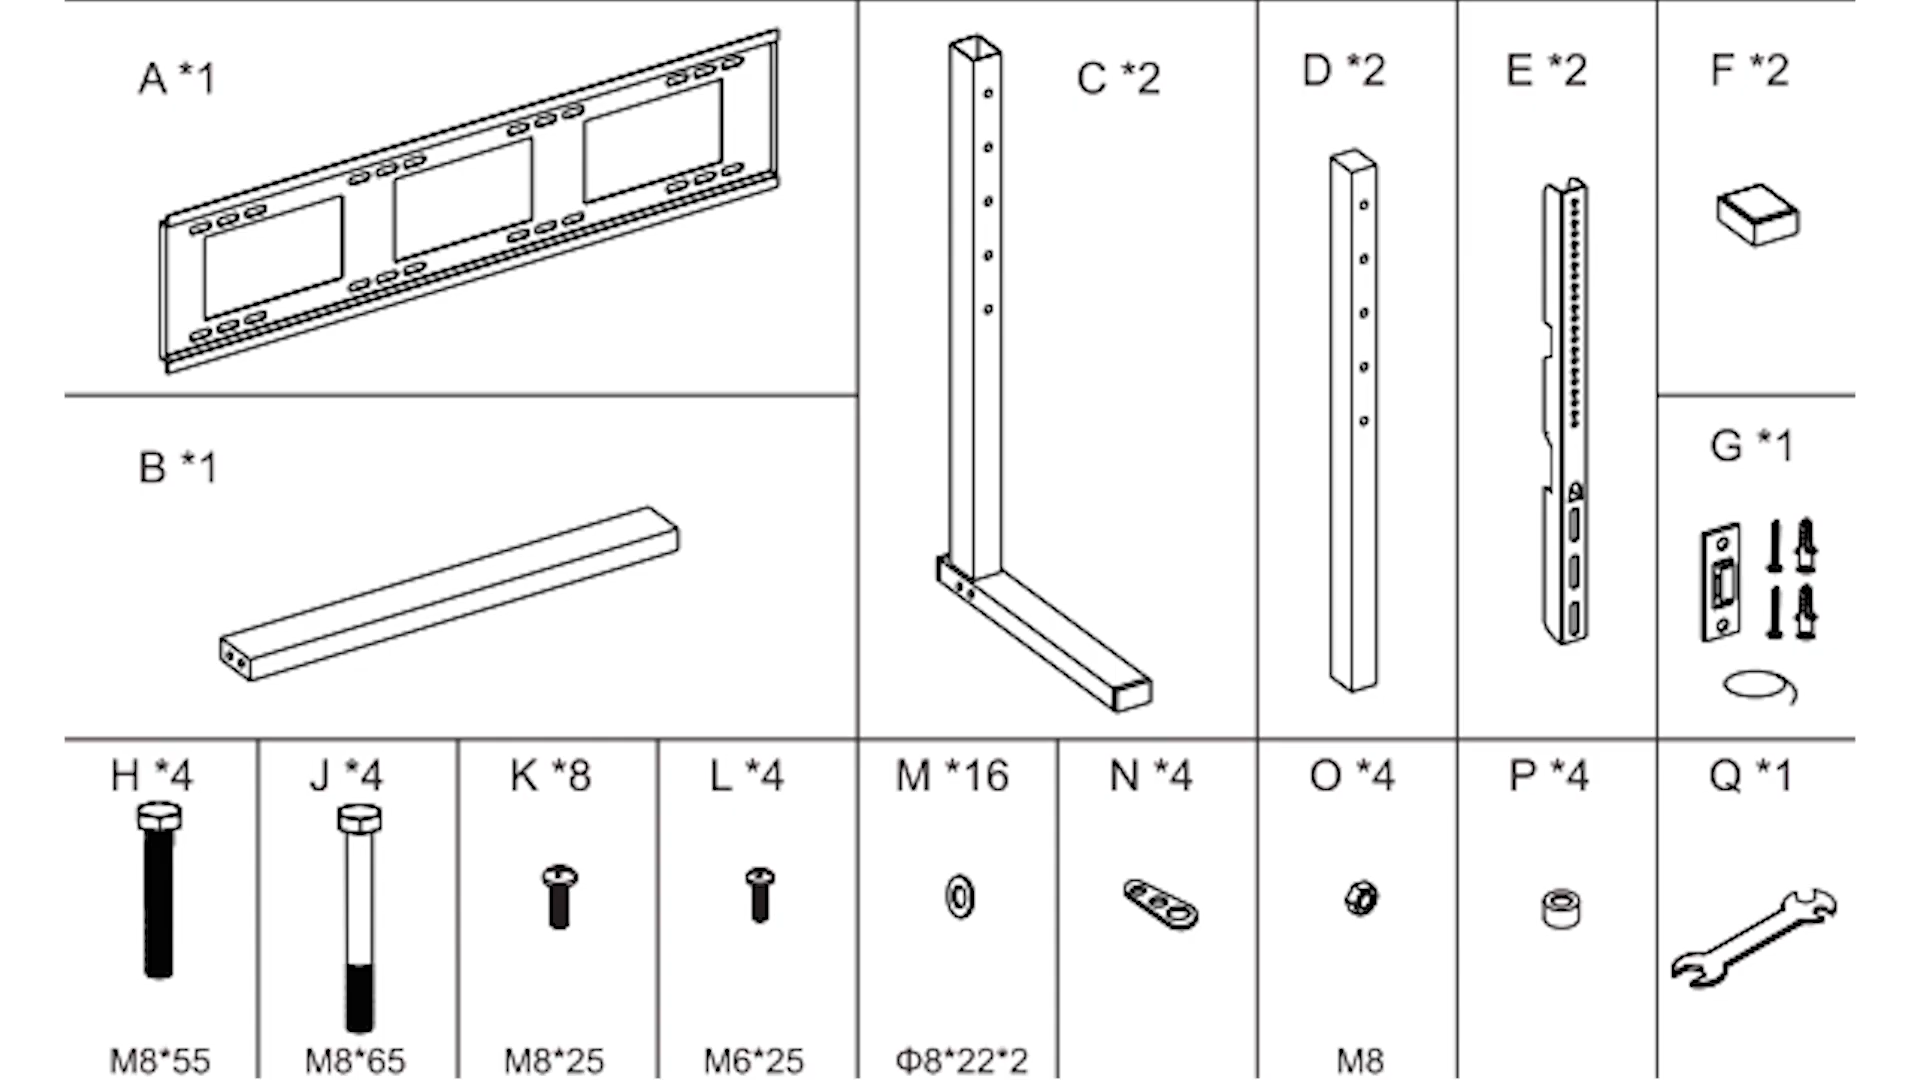 A *1
C *2
D *2
E *2
F *2
B *1
G *1
H *4
J *4
K *8
L *4
M *16
N *4
O *4
P *4
Q *1
M8*55
M8*65
M8*25
M6*25
Φ8*22*2
M8